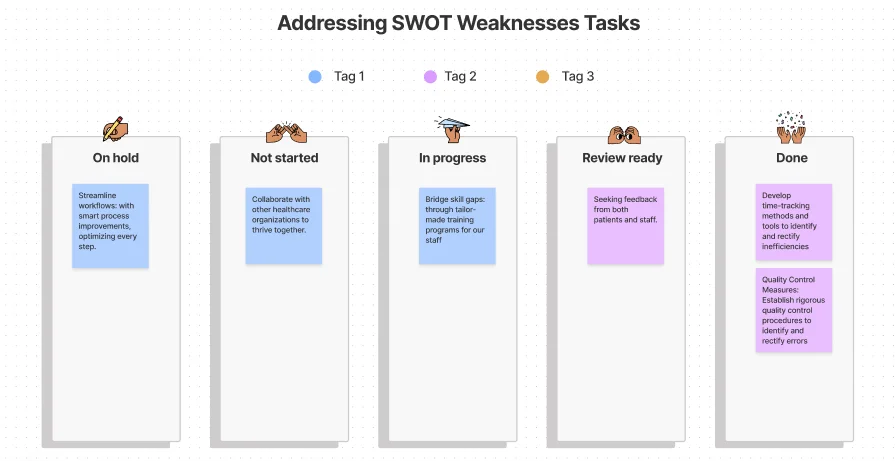 Addressing SWOT Weaknesses Tasks
Tag 1
Tag 2
Tag 3
On hold
Streamline
workflows: with
smart process
improvements,
optimizing every
step.
Not started
Collaborate with
other healthcare
organizations to
thrive together.
In progress
Bridge skill gaps:
through tailor-
made training
programs for our
staff
Review ready
Seeking feedback
from both
patients and staff.
Done
Develop
time-tracking
methods and
tools to identify
and rectify
inefficiencies
Quality Control
Measures:
Establish rigorous
quality control
procedures to
identify and
rectify errors